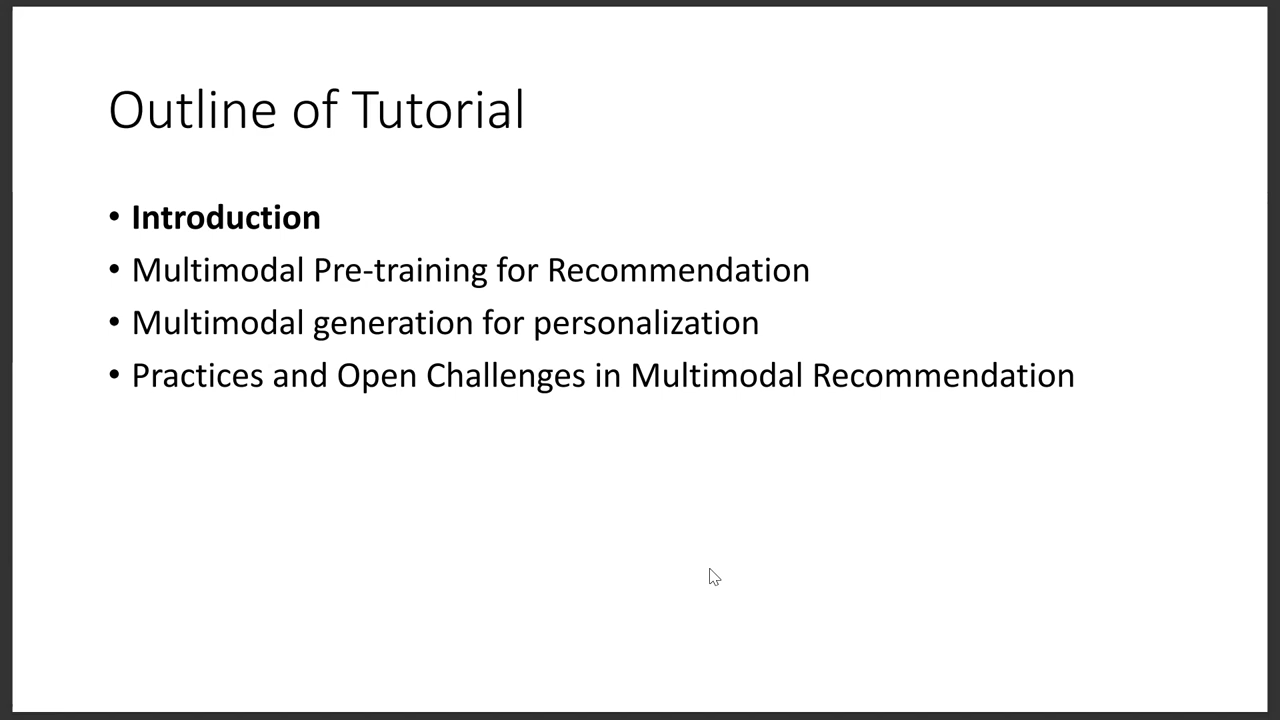 Outline of Tutorial
• Introduction
• Multimodal Pre-training for Recommendation
• Multimodal generation for personalization
• Practices and Open Challenges in Multimodal Recommendation